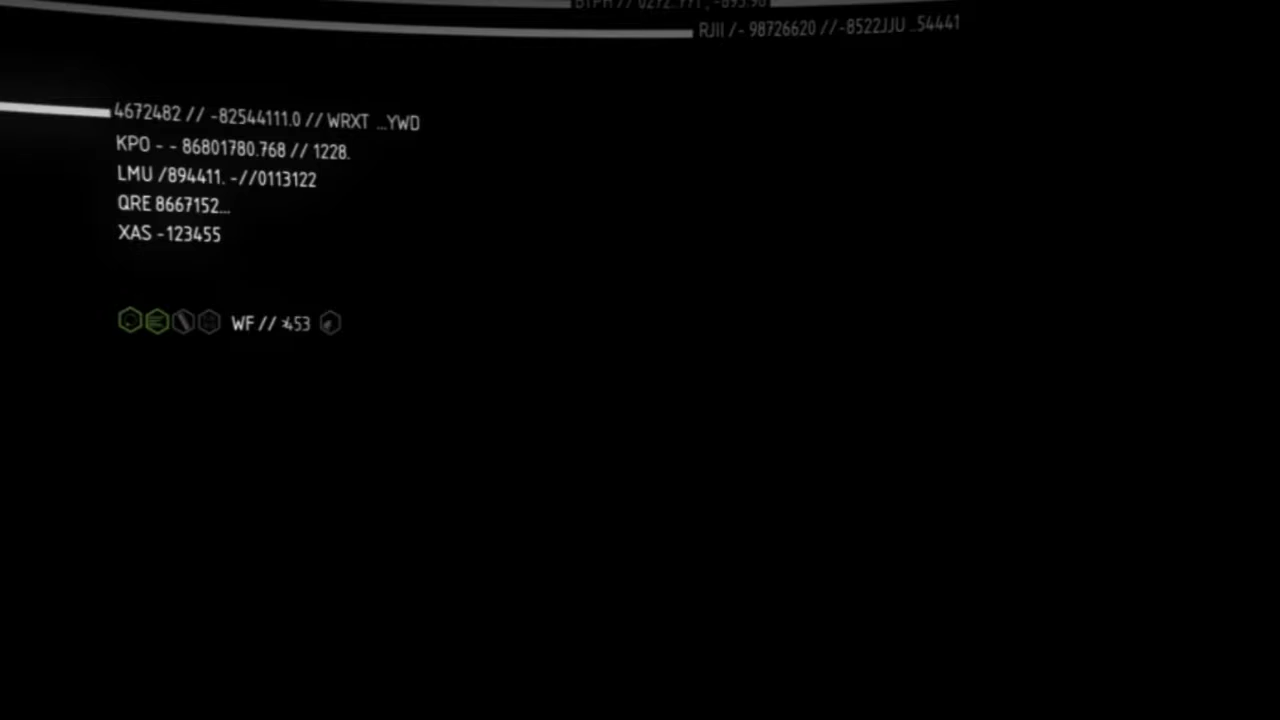 RJII /- 98726620 //-8522JJU ..54441
4672482 // -82544111.0 // WRXT ...YWD
KPO - - 86801780.768 // 1228.
LMU /894411. -//0113122
QRE 8667152...
XAS -123455
WF // 453